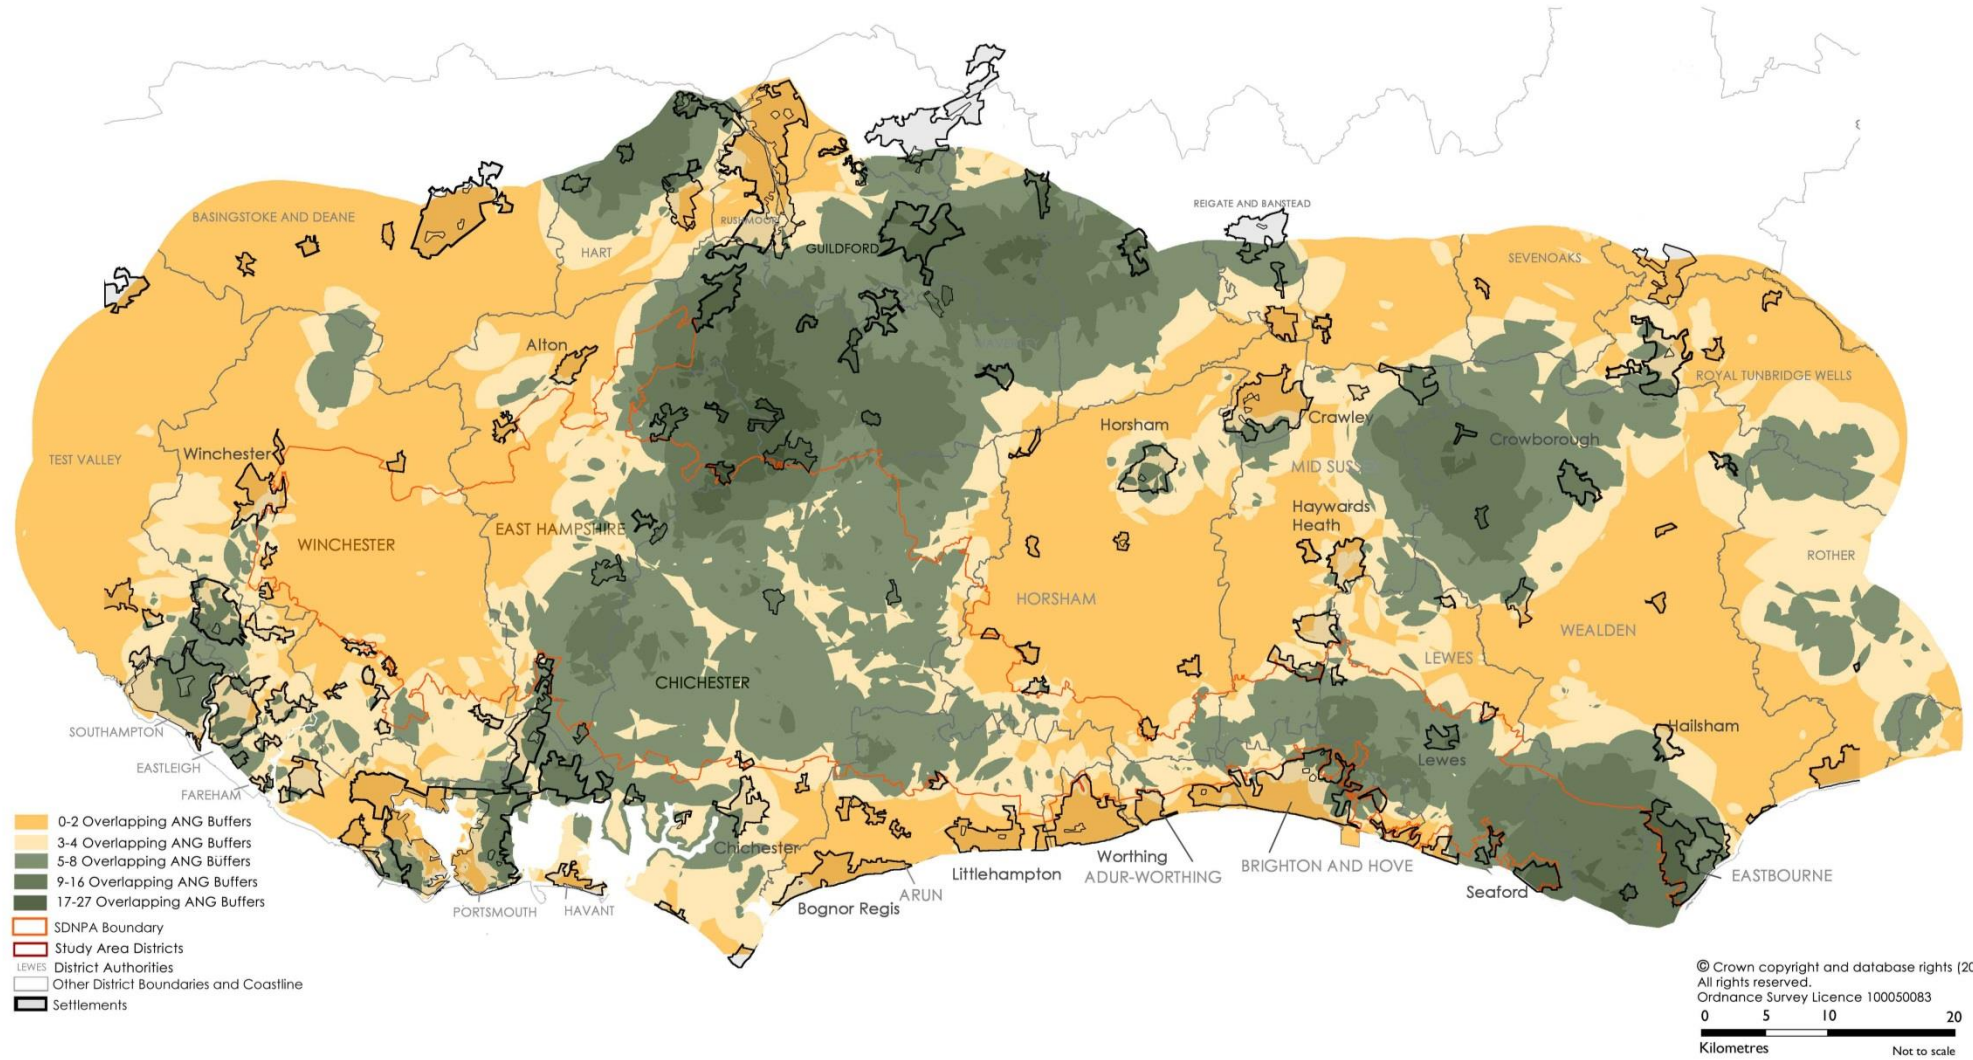 REIGATE AND BANSTEAD
BASINGSTOKE AND DEANE
RUSHMOOR
GUILDFORD
HART
SEVENOAKS
Alton
WAVERLEY
ROYAL TUNBRIDGE WELLS
Crawley
Horsham
Crowborough
Winchester
TEST VALLEY
MID SUSSEX
Haywards
Heath
EAST HAMPSHIRE
WINCHESTER
ROTHER
HORSHAM
WEALDEN
LEWES
CHICHESTER
SOUTHAMPTON
Hailsham
EASTLEIGH
Lewes
FAREHAM
Chichester
Worthing
ADUR-WORTHING
BRIGHTON AND HOVE
Littlehampton
EASTBOURNE
ARUN
Seaford
Bognor Regis
PORTSMOUTH
HAVANT
0-2 Overlapping ANG Buffers
3-4 Overlapping ANG Buffers
5-8 Overlapping ANG Buffers
9-16 Overlapping ANG Buffers
17-27 Overlapping ANG Buffers
SDNPA Boundary
Study Area Districts
LEWES District Authorities
Other District Boundaries and Coastline
Settlements
© Crown copyright and database rights (20
All rights reserved.
Ordnance Survey Licence 100050083
0 5 10 20
Kilometres Not to scale